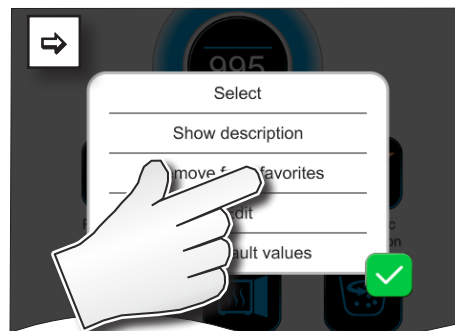 995
Select
Show description
move f favorites
dit
ault values